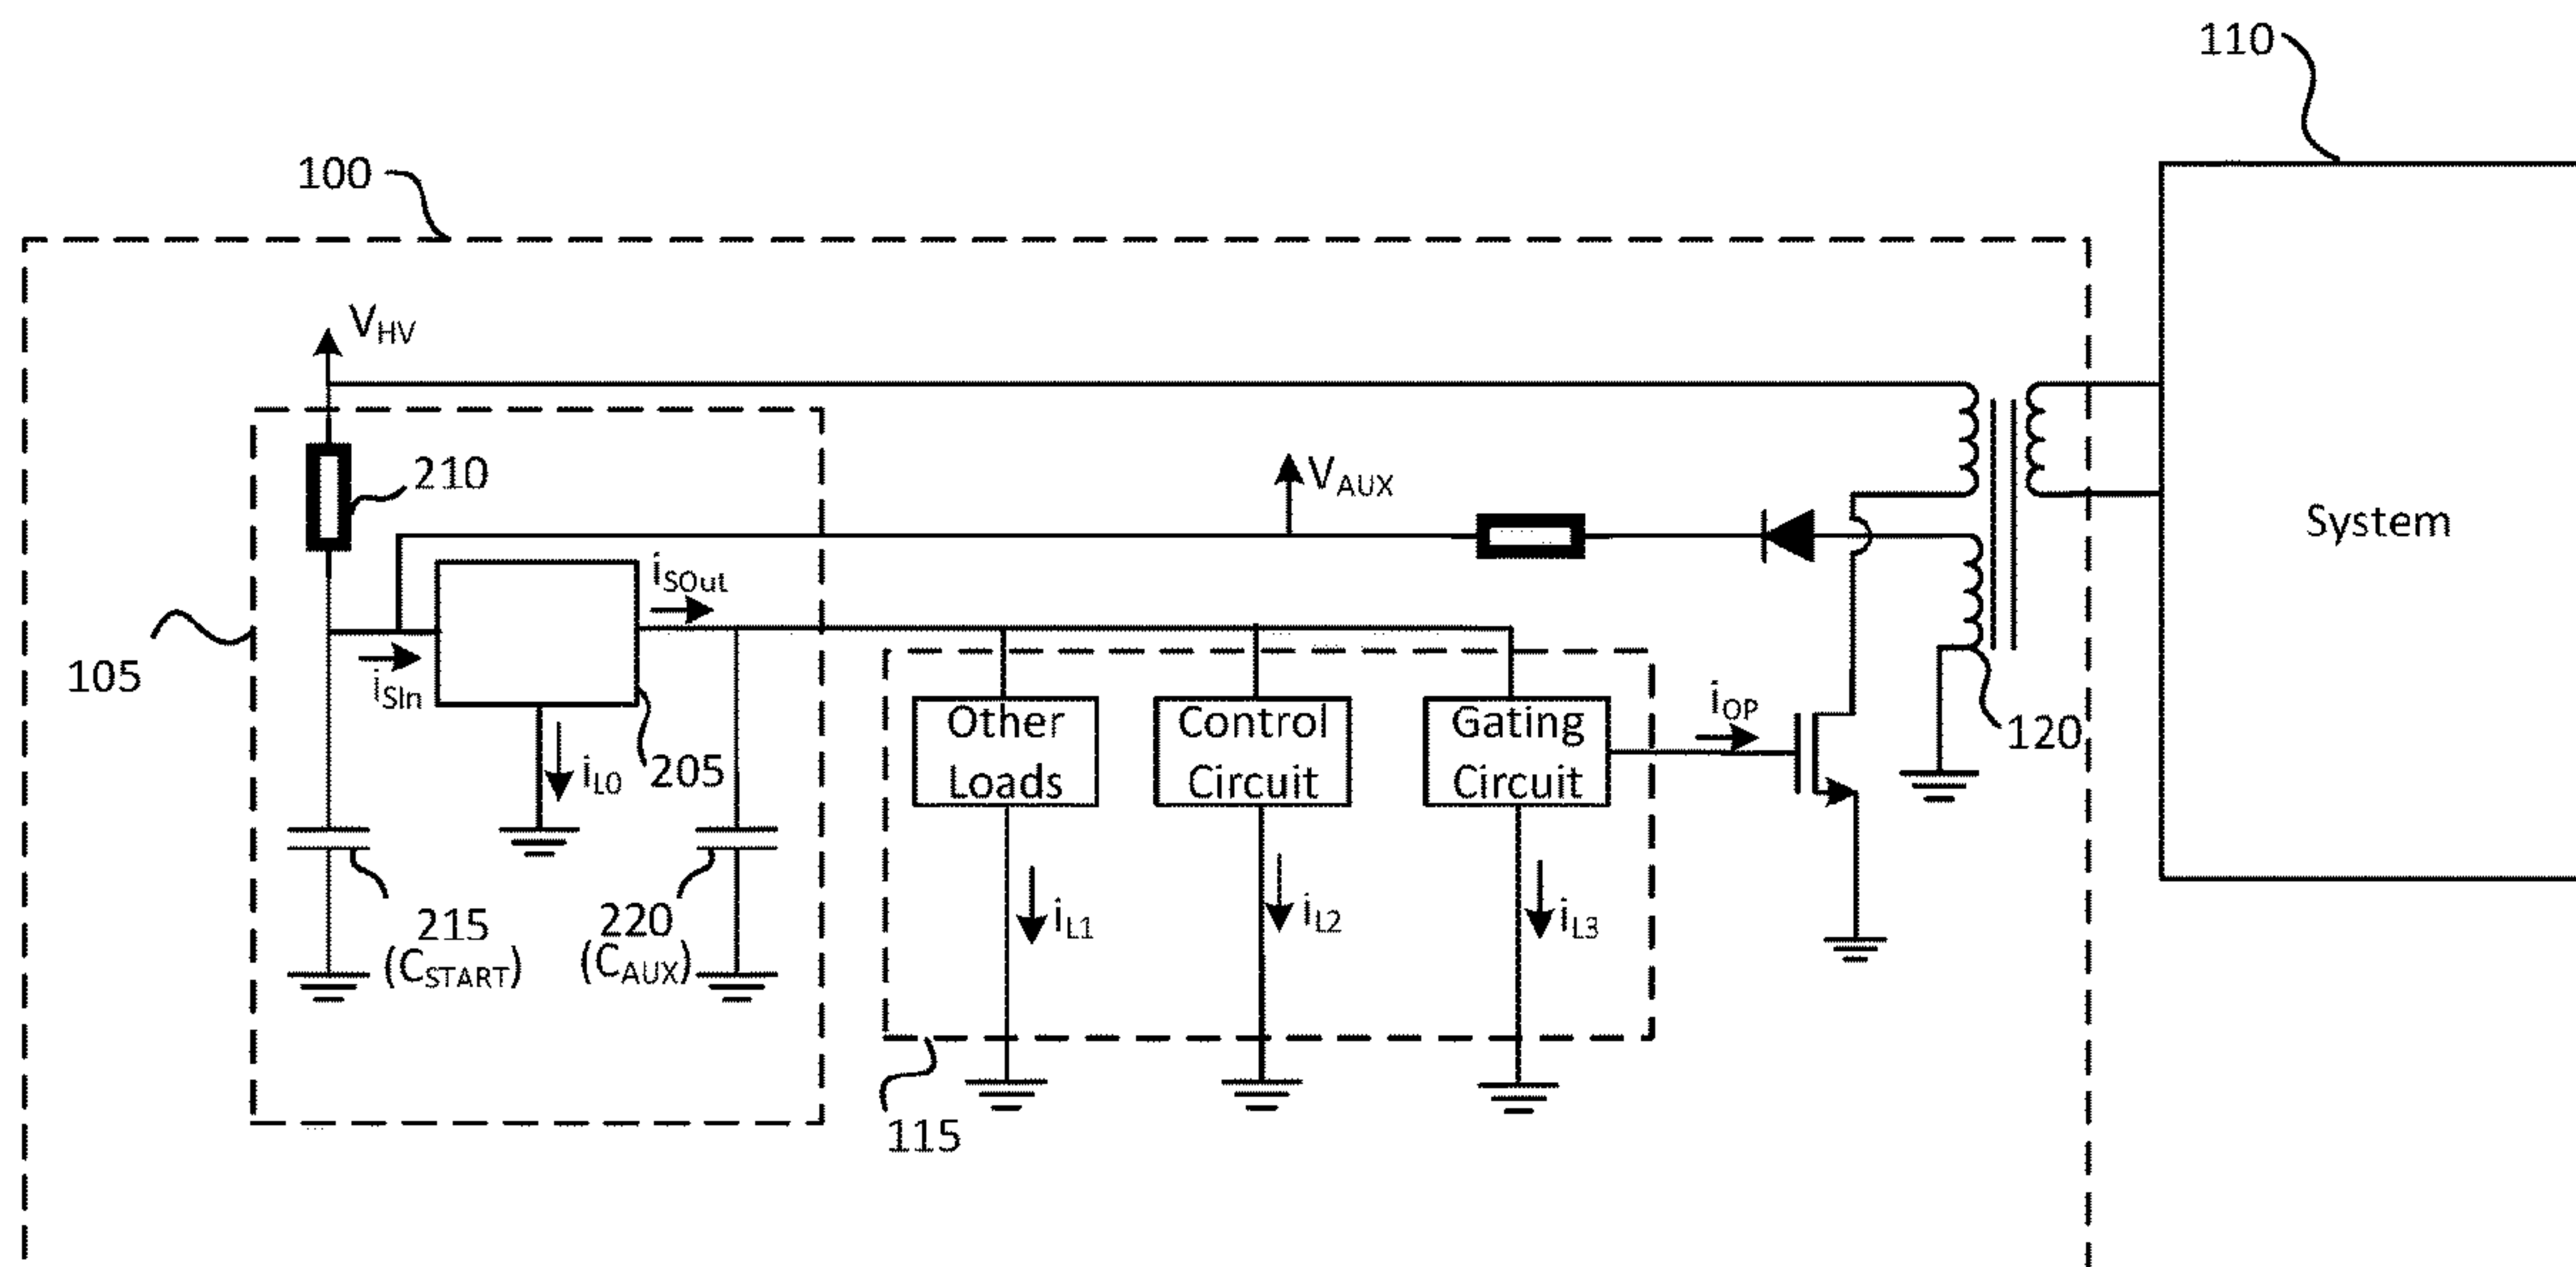 110
100
V_HV
210
V_AUX
System
i_SOut
105
i_SIn
i_L0
205
Other
Loads
Control
Circuit
Gating
Circuit
i_OP
120
215
(C_START)
220
(C_AUX)
i_L1
i_L2
i_L3
115